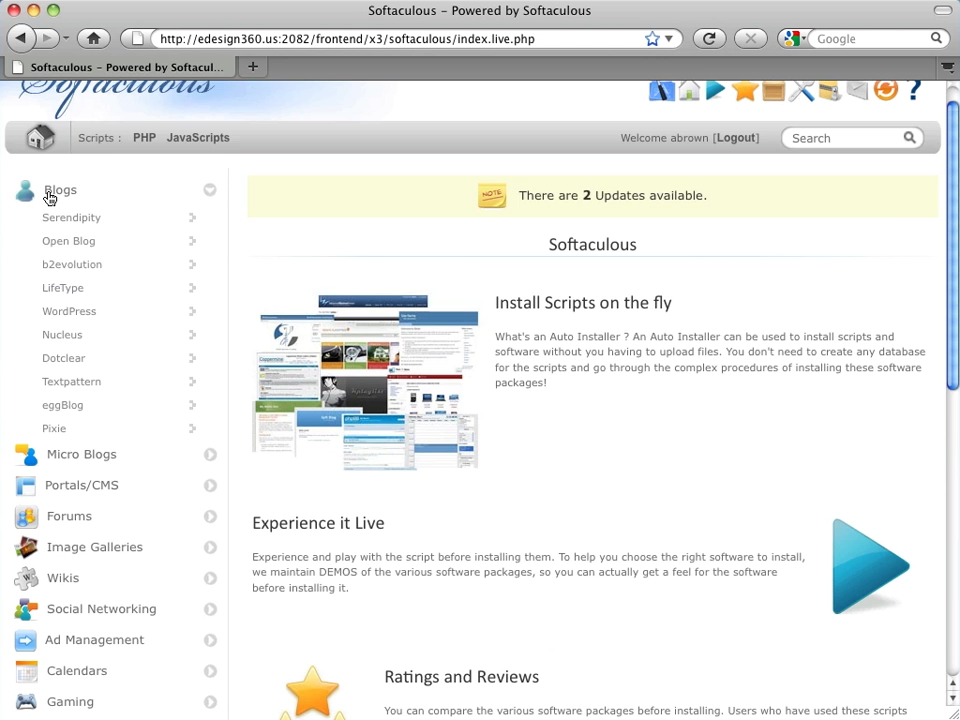 Softaculous - Powered by Softaculous
http://edesign360.us:2082/frontend/x3/softaculous/index.live.php
Google
Softaculous - Powered by Softacul...
Softaculous
Scripts : PHP JavaScripts
Welcome abrown [Logout]
Search
Blogs
Serendipity
Open Blog
b2evolution
LifeType
WordPress
Nucleus
Dotclear
Textpattern
eggBlog
Pixie
Micro Blogs
Portals/CMS
Forums
Image Galleries
Wikis
Social Networking
Ad Management
Calendars
Gaming
NOTE
There are 2 Updates available.
Softaculous
Install Scripts on the fly
What's an Auto Installer ? An Auto Installer can be used to install scripts and
software without you having to upload files. You don't need to create any database
for the scripts and go through the complex procedures of installing these software
packages!
Experience it Live
Experience and play with the script before installing them. To help you choose the right software to install,
we maintain DEMOS of the various software packages, so you can actually get a feel for the software
before installing it.
Ratings and Reviews
You can compare the various software packages before installing. Users who have used these scripts